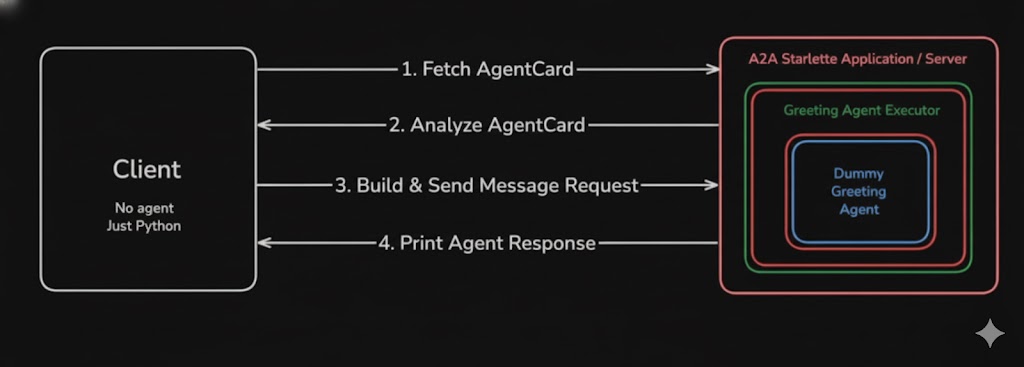 1. Fetch AgentCard
2. Analyze AgentCard
3. Build & Send Message Request
4. Print Agent Response
Client
No agent
Just Python
A2A Starlette Application / Server
Greeting Agent Executor
Dummy
Greeting
Agent